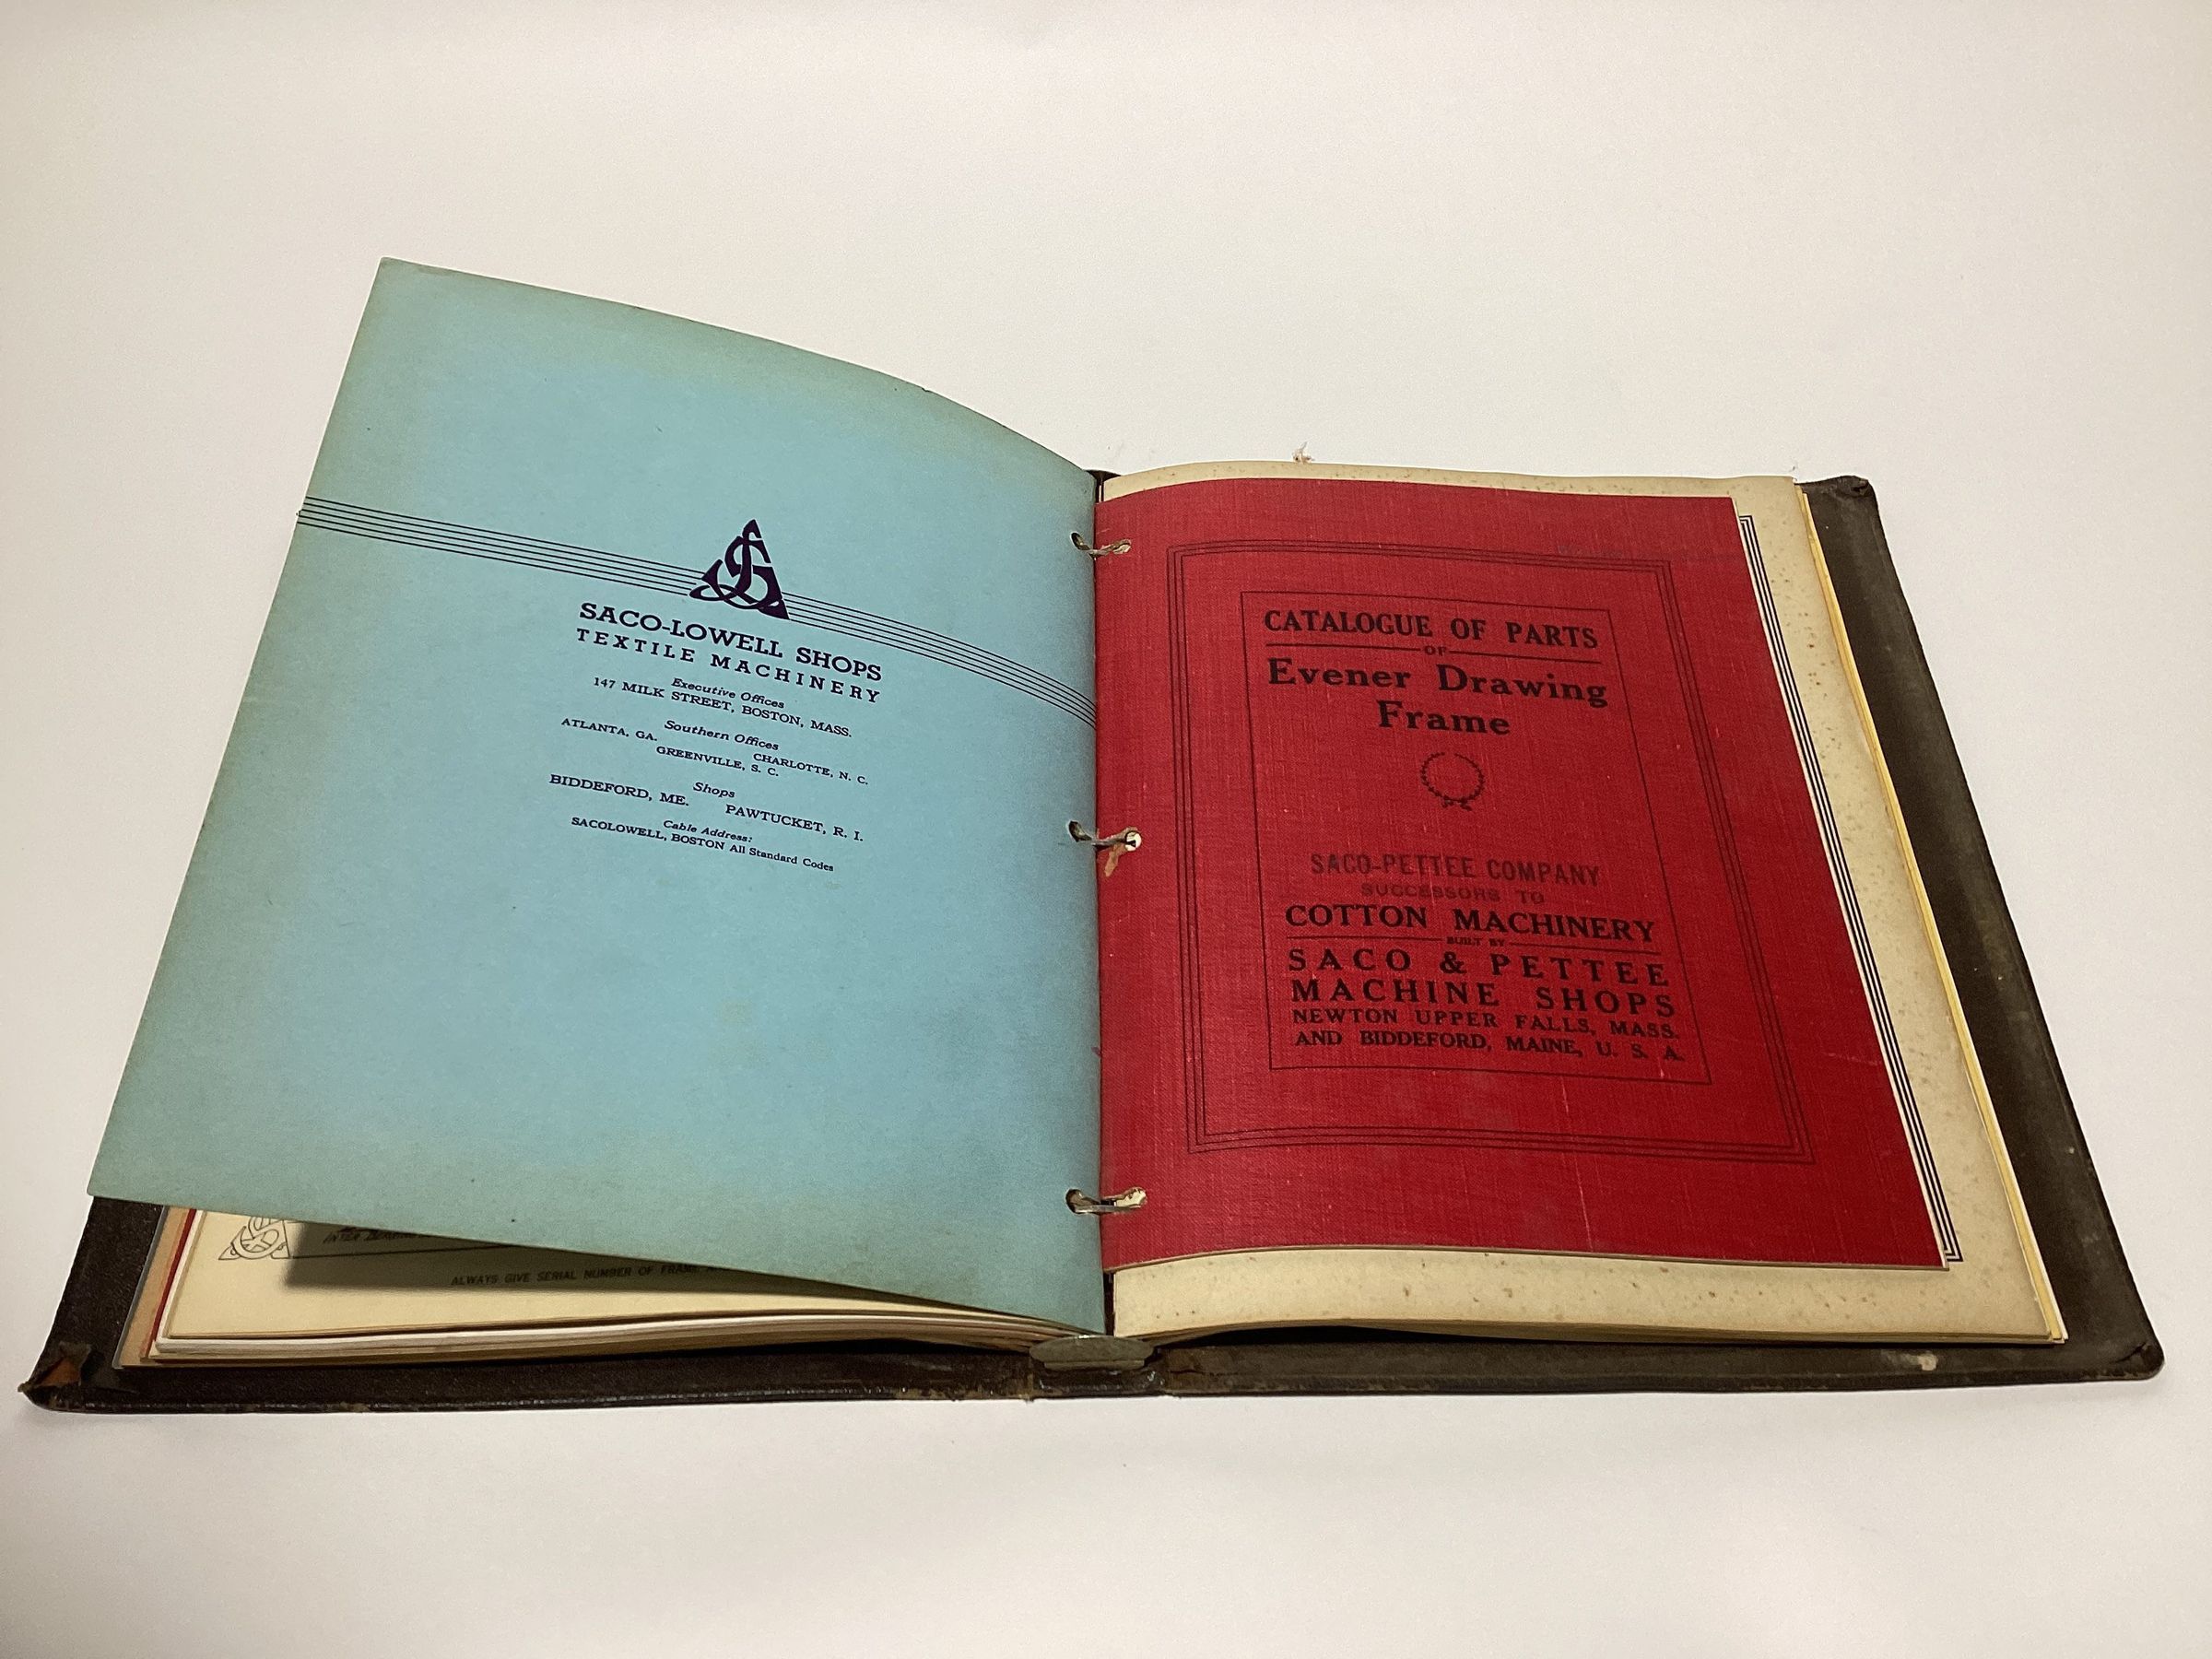 SACO-LOWELL SHOPS
TEXTILE MACHINERY
Executive Offices
147 MILK STREET, BOSTON, MASS.
Southern Offices
ATLANTA, GA. CHARLOTTE, N. C.
GREENVILLE, S. C.
Shops
BIDDEFORD, ME. PAWTUCKET, R. I.
Cable Address:
SACOLOWELL, BOSTON All Standard Codes
ALWAYS GIVE SERIAL NUMBER OF FRAME
CATALOGUE OF PARTS
OF
Evener Drawing
Frame
SACO-PETTEE COMPANY
SUCCESSORS TO
COTTON MACHINERY
BUILT BY
SACO & PETTEE
MACHINE SHOPS
NEWTON UPPER FALLS, MASS.
AND BIDDEFORD, MAINE, U. S. A.